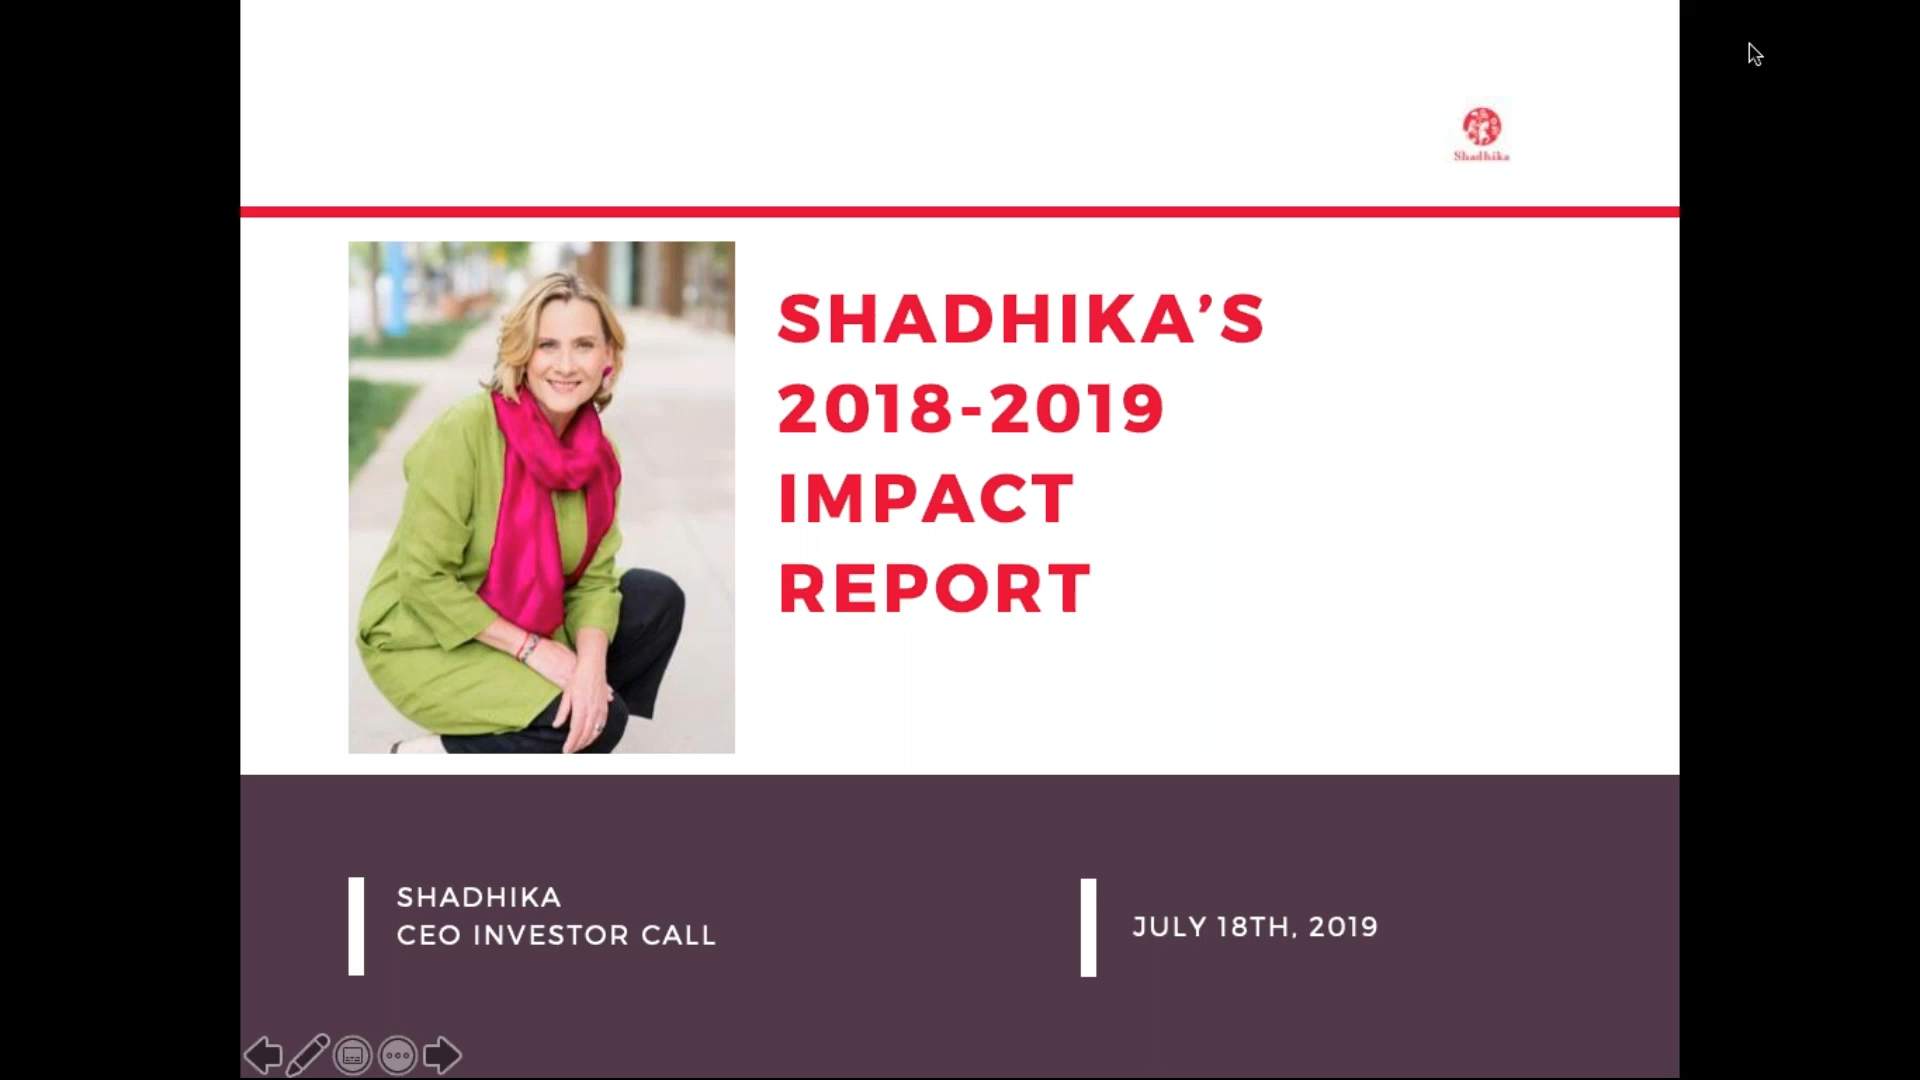 Shadhika
SHADHIKA’S
2018-2019
IMPACT
REPORT
SHADHIKA
CEO INVESTOR CALL
JULY 18TH, 2019